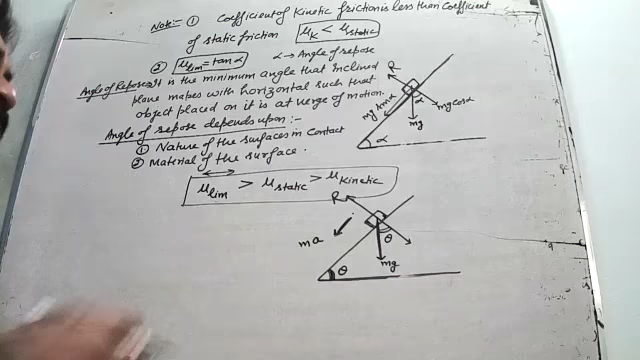 Note:- ① Coefficient of kinetic friction is less than coefficient
of static friction μK < μstatic
② μlim = tan α α → Angle of repose
Angle of Repose:- It is the minimum angle that Inclined
plane makes with horizontal such that
object placed on it is at verge of motion.
Angle of repose depends upon :-
① Nature of the surfaces in contact
② Material of the surface.
μlim > μstatic > μkinetic
R
α
mg sin α
mg cos α
mg
α
R
ma
θ
mg
θ